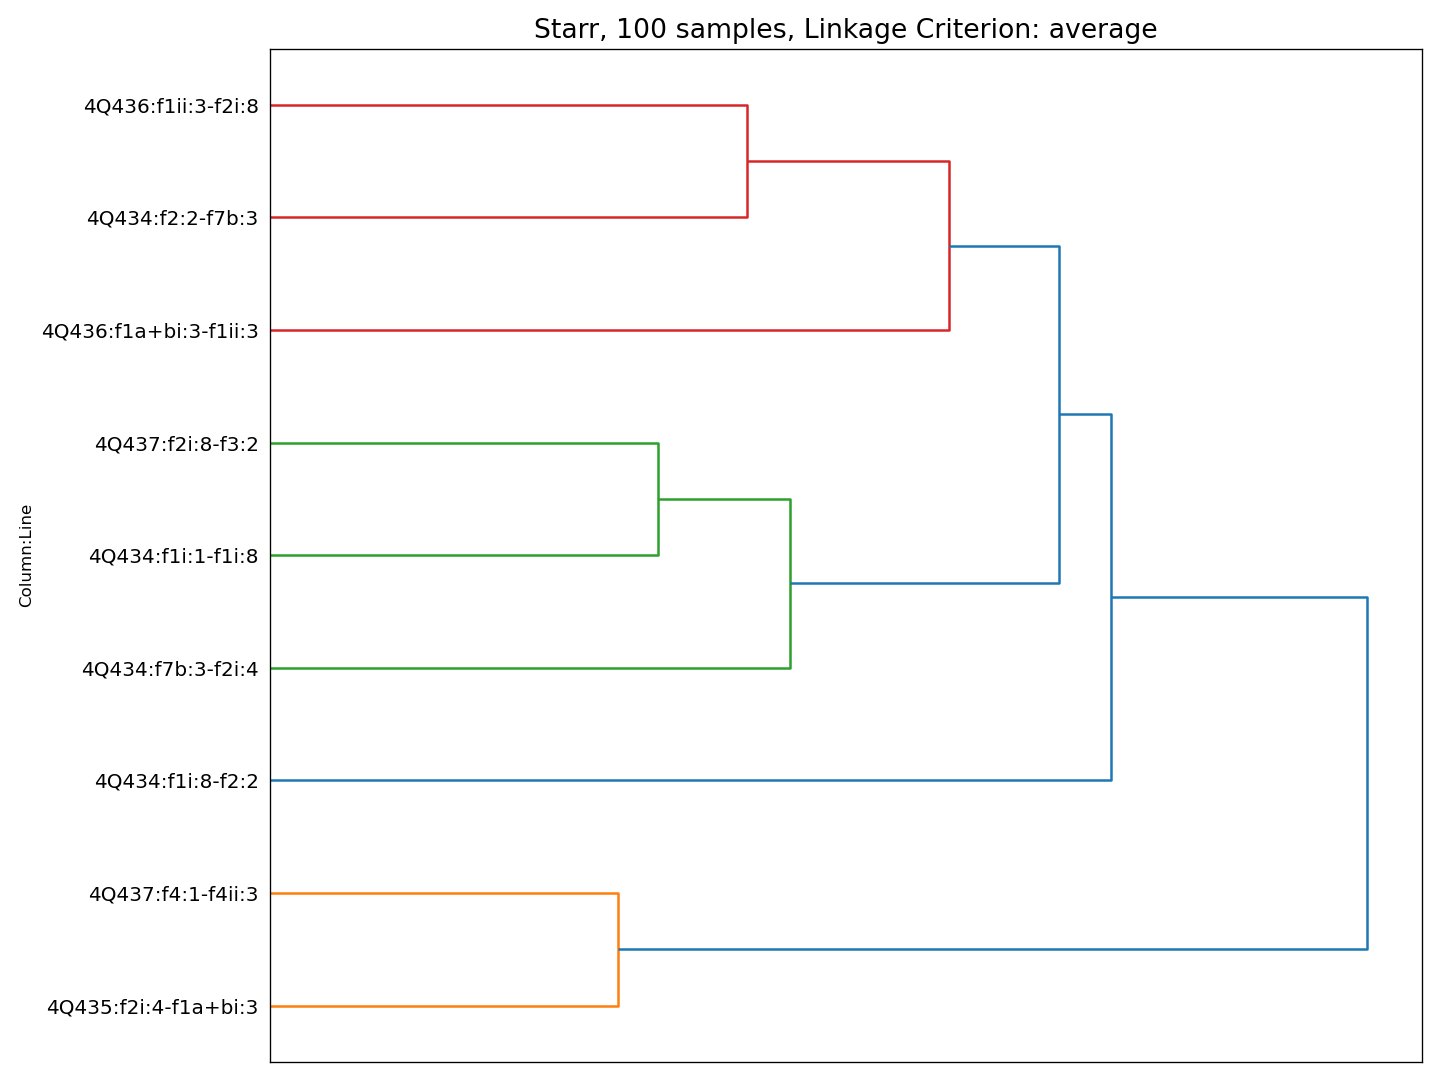 Starr, 100 samples, Linkage Criterion: average
4Q436:f1ii:3-f2i:8
4Q434:f2:2-f7b:3
4Q436:f1a+bi:3-f1ii:3
4Q437:f2i:8-f3:2
4Q434:f1i:1-f1i:8
4Q434:f7b:3-f2i:4
4Q434:f1i:8-f2:2
4Q437:f4:1-f4ii:3
4Q435:f2i:4-f1a+bi:3
Column:Line